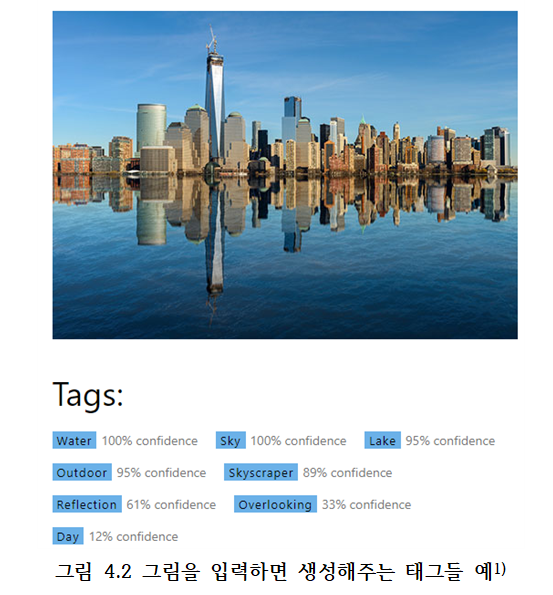 Tags:
Water 100% confidence Sky 100% confidence Lake 95% confidence
Outdoor 95% confidence Skyscraper 89% confidence
Reflection 61% confidence Overlooking 33% confidence
Day 12% confidence
그림 4.2 그림을 입력하면 생성해주는 태그들 예1)